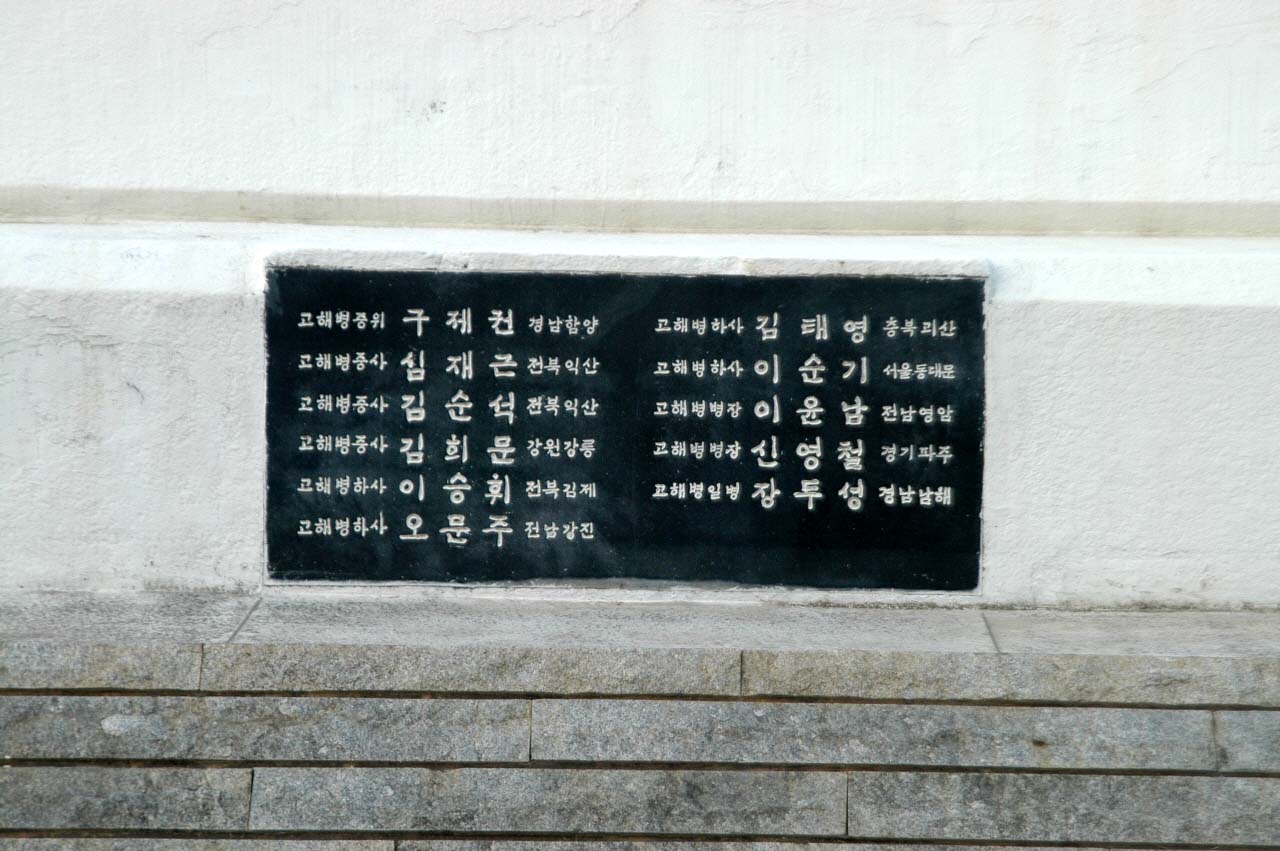 고해병중위 구제권 경남함양
고해병중사 심재근 전북익산
고해병중사 김순석 전북익산
고해병중사 김희문 강원강릉
고해병하사 이승휘 전북김제
고해병하사 오문주 전남강진
고해병하사 김태영 충북괴산
고해병하사 이순기 서울동대문
고해병병장 이윤남 전남영암
고해병병장 신영철 경기파주
고해병일병 장두성 경남남해